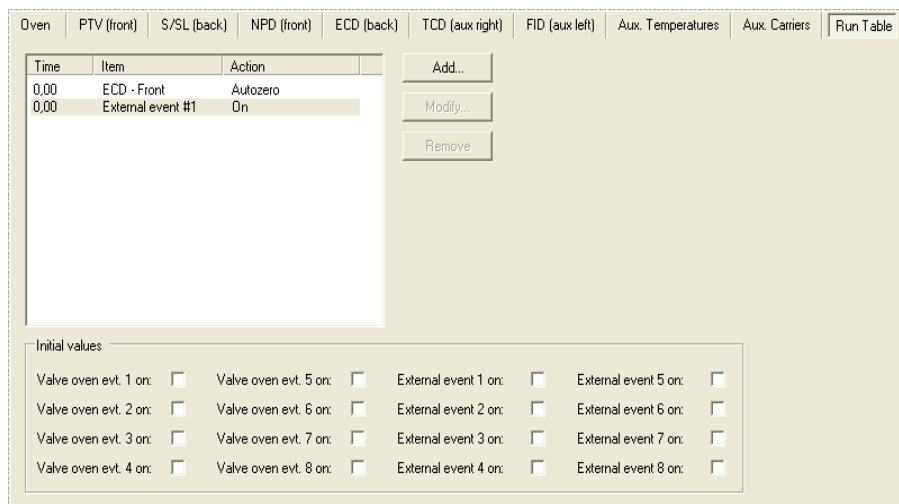 Oven PTV (front) S/SL (back) NPD (front) ECD (back) TCD (aux right) FID (aux left) Aux. Temperatures Aux. Carriers Run Table
Time Item Action
0,00 ECD - Front Autozero
0,00 External event #1 On
Add...
Modify...
Remove
Initial values
Valve oven evt. 1 on: Valve oven evt. 5 on: External event 1 on: External event 5 on:
Valve oven evt. 2 on: Valve oven evt. 6 on: External event 2 on: External event 6 on:
Valve oven evt. 3 on: Valve oven evt. 7 on: External event 3 on: External event 7 on:
Valve oven evt. 4 on: Valve oven evt. 8 on: External event 4 on: External event 8 on: